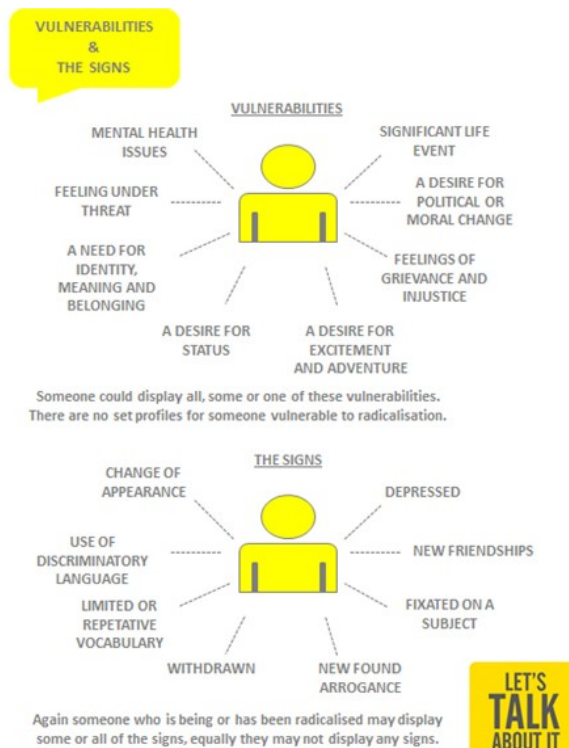 VULNERABILITIES
&
THE SIGNS
VULNERABILITIES
MENTAL HEALTH
ISSUES
SIGNIFICANT LIFE
EVENT
FEELING UNDER
THREAT
A DESIRE FOR
POLITICAL OR
MORAL CHANGE
A NEED FOR
IDENTITY,
MEANING AND
BELONGING
FEELINGS OF
GRIEVANCE AND
INJUSTICE
A DESIRE FOR
STATUS
A DESIRE FOR
EXCITEMENT
AND ADVENTURE
Someone could display all, some or one of these vulnerabilities.
There are no set profiles for someone vulnerable to radicalisation.
THE SIGNS
CHANGE OF
APPEARANCE
DEPRESSED
USE OF
DISCRIMINATORY
LANGUAGE
NEW FRIENDSHIPS
LIMITED OR
REPETATIVE
VOCABULARY
FIXATED ON A
SUBJECT
WITHDRAWN
NEW FOUND
ARROGANCE
Again someone who is being or has been radicalised may display
some or all of the signs, equally they may not display any signs.
LET'S
TALK
ABOUT IT